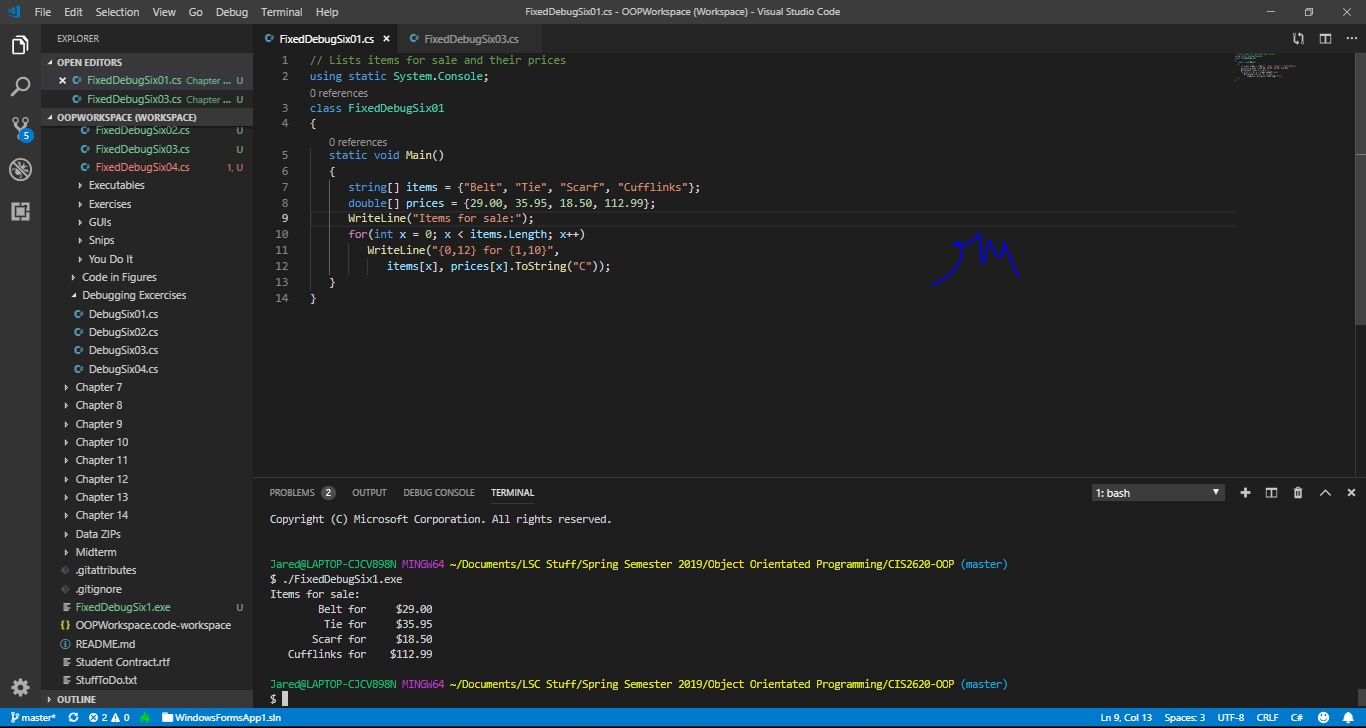 File Edit Selection View Go Debug Terminal Help FixedDebugSix01.cs - OOPWorkspace (Workspace) - Visual Studio Code
EXPLORER
OPEN EDITORS
FixedDebugSix01.cs Chapter ... U
FixedDebugSix03.cs Chapter ... U
OOPWORKSPACE (WORKSPACE)
FixedDebugSix02.cs U
FixedDebugSix03.cs U
FixedDebugSix04.cs 1, U
Executables
Exercises
GUIs
Snips
You Do It
Code in Figures
Debugging Excercises
DebugSix01.cs
DebugSix02.cs
DebugSix03.cs
DebugSix04.cs
Chapter 7
Chapter 8
Chapter 9
Chapter 10
Chapter 11
Chapter 12
Chapter 13
Chapter 14
Data ZIPs
Midterm
.gitattributes
.gitignore
FixedDebugSix1.exe U
OOPWorkspace.code-workspace
README.md
Student Contract.rtf
StuffToDo.txt
OUTLINE
5
FixedDebugSix01.cs FixedDebugSix03.cs
1 // Lists items for sale and their prices
2 using static System.Console;
0 references
3 class FixedDebugSix01
4 {
0 references
5 static void Main()
6 {
7 string[] items = {"Belt", "Tie", "Scarf", "Cufflinks"};
8 double[] prices = {29.00, 35.95, 18.50, 112.99};
9 WriteLine("Items for sale:");
10 for(int x = 0; x < items.Length; x++)
11 WriteLine("{0,12} for {1,10}",
12 items[x], prices[x].ToString("C"));
13 }
14 }
PROBLEMS 2 OUTPUT DEBUG CONSOLE TERMINAL 1: bash
Copyright (C) Microsoft Corporation. All rights reserved.
Jared@LAPTOP-CJCV898N MINGW64 ~/Documents/LSC Stuff/Spring Semester 2019/Object Orientated Programming/CIS2620-OOP (master)
$ ./FixedDebugSix1.exe
Items for sale:
Belt for $29.00
Tie for $35.95
Scarf for $18.50
Cufflinks for $112.99
Jared@LAPTOP-CJCV898N MINGW64 ~/Documents/LSC Stuff/Spring Semester 2019/Object Orientated Programming/CIS2620-OOP (master)
$
master* 2 0 WindowsFormsApp1.sln Ln 9, Col 13 Spaces: 3 UTF-8 CRLF C#